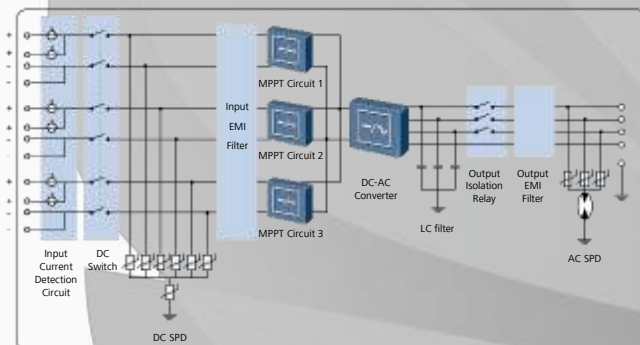 +
+
-
-
+
+
-
-
+
+
-
-
Input
Current
Detection
Circuit
DC
Switch
DC SPD
Input
EMI
Filter
MPPT Circuit 1
MPPT Circuit 2
MPPT Circuit 3
DC-AC
Converter
LC filter
Output
Isolation
Relay
Output
EMI
Filter
AC SPD